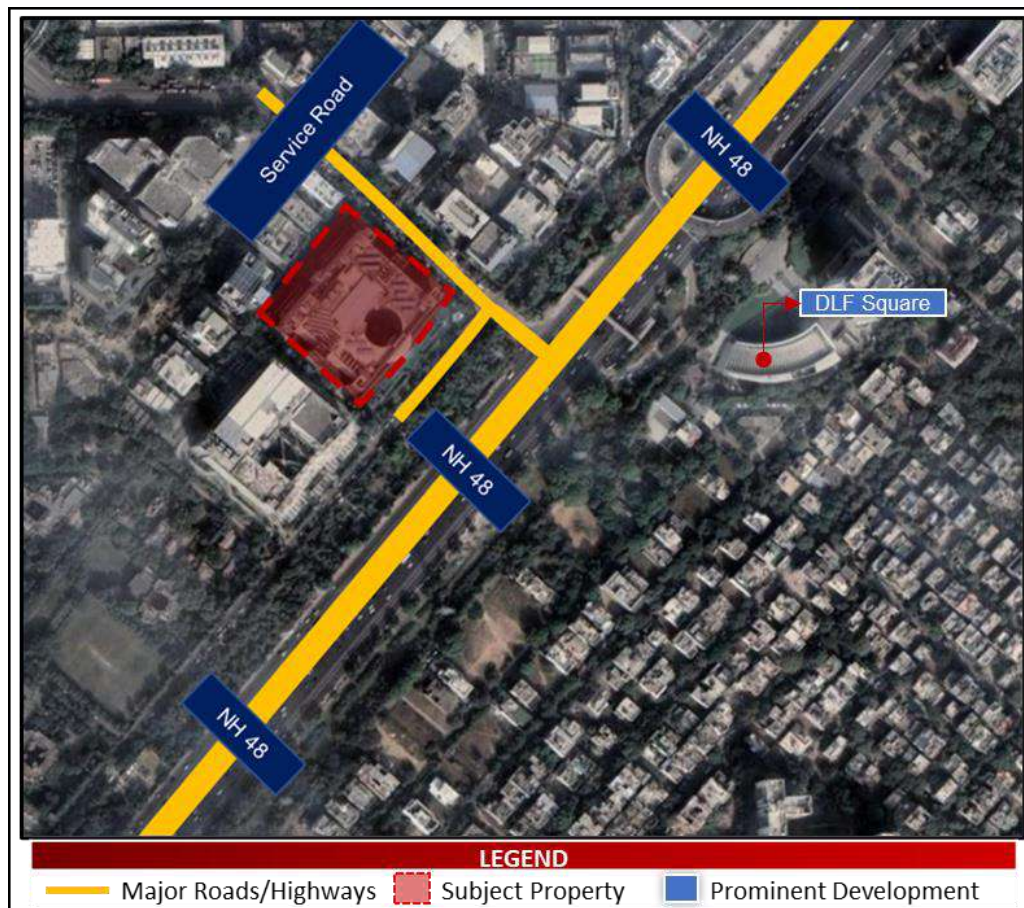 Service Road
NH 48
DLF Square
NH 48
NH 48
LEGEND
Major Roads/Highways
Subject Property
Prominent Development